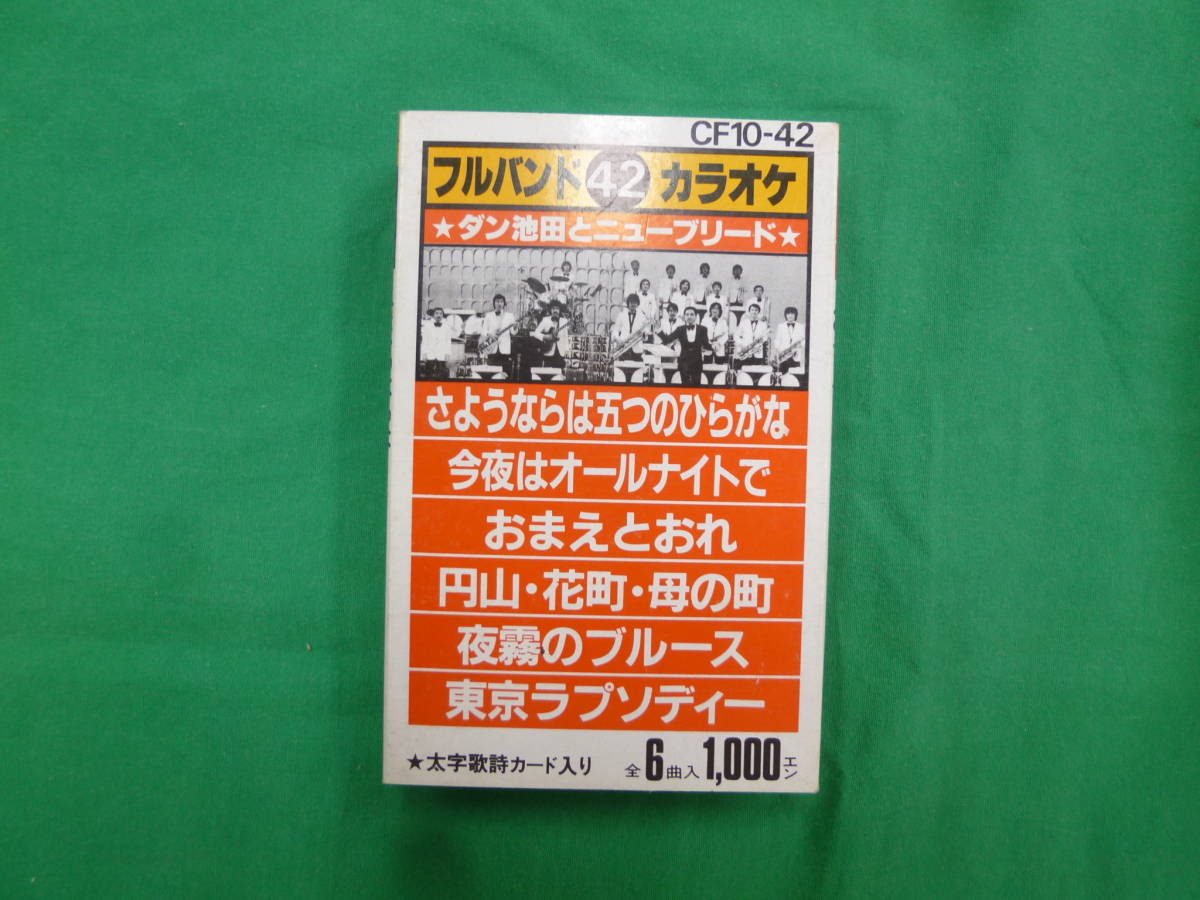 CF10-42
フルバンド42カラオケ
★ダン池田とニューブリード★
さようならは五つのひらがな
今夜はオールナイトで
おまえとおれ
円山・花町・母の町
夜霧のブルース
東京ラプソディー
★太字歌詩カード入り 全6曲入1,000エン